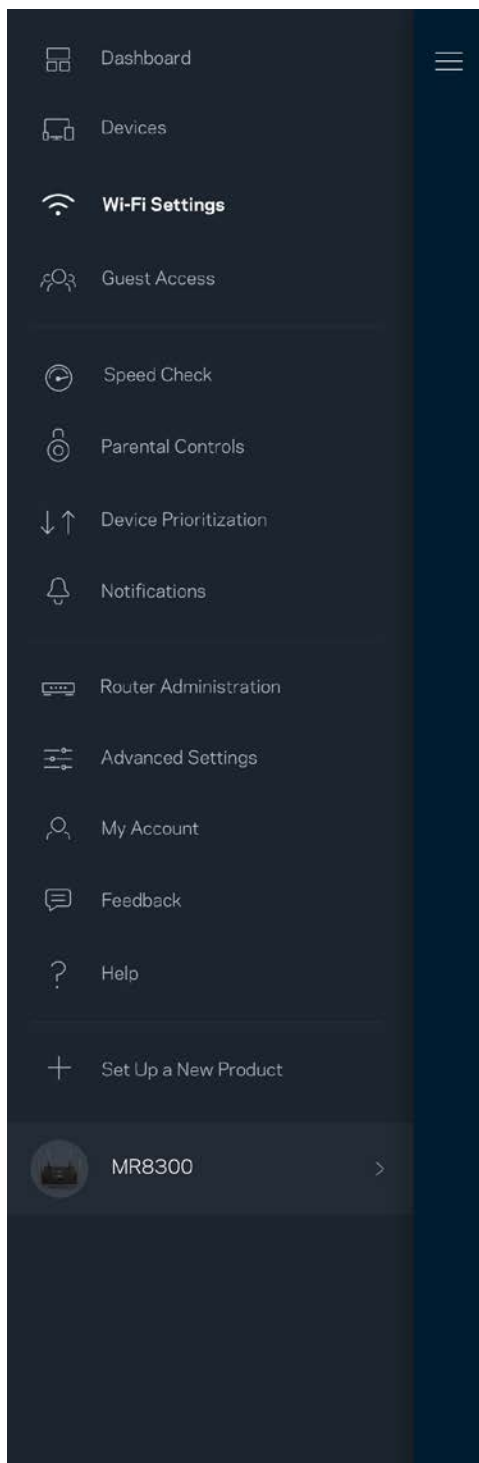 Dashboard
Devices
Wi-Fi Settings
Guest Access
Speed Check
Parental Controls
Device Prioritization
Notifications
Router Administration
Advanced Settings
My Account
Feedback
Help
Set Up a New Product
MR8300